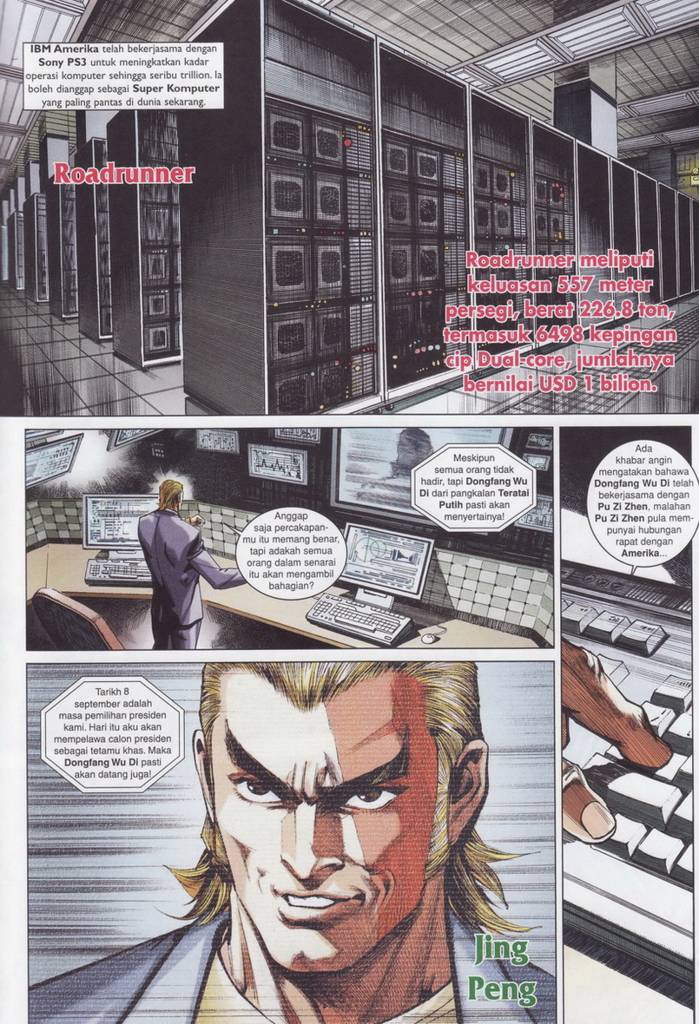 IBM Amerika telah bekerjasama dengan
Sony PS3 untuk meningkatkan kadar
operasi komputer sehingga seribu trillion. Ia
boleh dianggap sebagai Super Komputer
yang paling pantas di dunia sekarang.
Roadrunner
Roadrunner meliputi
keluasan 557 meter
persegi, berat 226.8 ton,
termasuk 6498 kepingan
cip Dual-core, jumlahnya
bernilai USD 1 bilion.
Anggap
saja percakapan-
mu itu memang benar,
tapi adakah semua
orang dalam senarai
itu akan mengambil
bahagian?
Meskipun
semua orang tidak
hadir, tapi Dongfang Wu
Di dari pangkalan Teratai
Putih pasti akan
menyertainya!
Ada
khabar angin
mengatakan bahawa
Dongfang Wu Di telah
bekerjasama dengan
Pu Zi Zhen, malahan
Pu Zi Zhen pula mem-
punyai hubungan
rapat dengan
Amerika...
Tarikh 8
september adalah
masa pemilihan presiden
kami. Hari itu aku akan
mempelawa calon presiden
sebagai tetamu khas. Maka
Dongfang Wu Di pasti
akan datang juga!
Jing
Peng